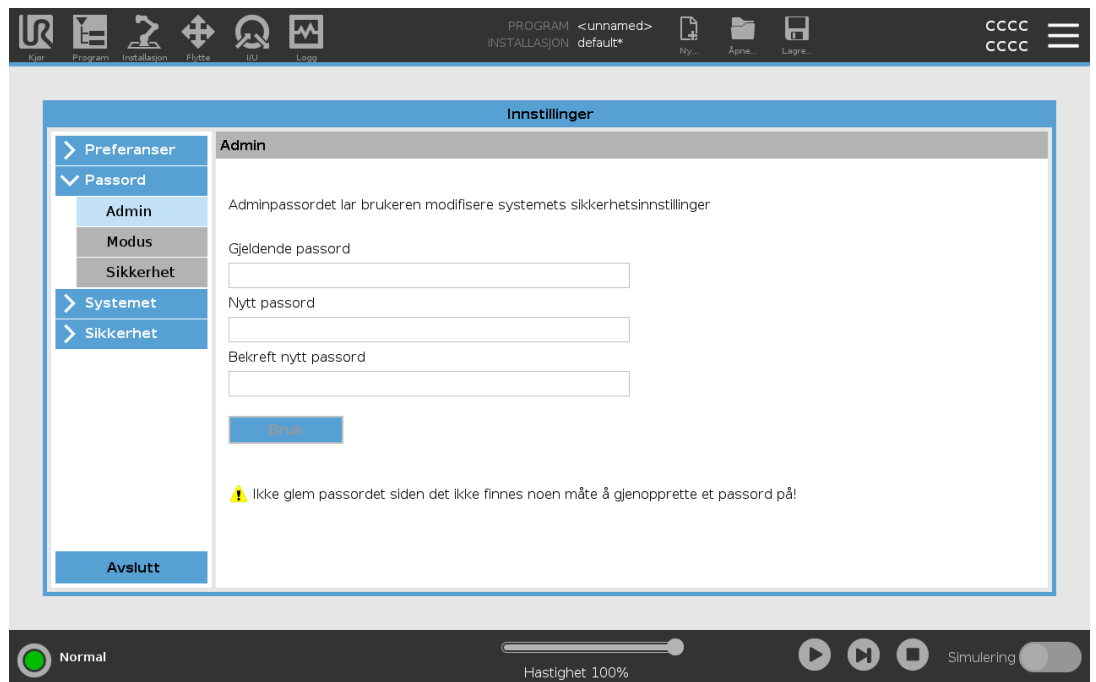 UR
PROGRAM <unnamed>
INSTALLASJON default*
CCCC
CCCC
Kjør Program Installasjon Flytte I/U Logg Ny... Åpne... Lagre...
Innstillinger
Preferanser
Passord
Admin
Modus
Sikkerhet
Systemet
Sikkerhet
Avslutt
Admin
Adminpassordet lar brukeren modifisere systemets sikkerhetsinnstillinger
Gjeldende passord
Nytt passord
Bekreft nytt passord
Bruk
Ikke glem passordet siden det ikke finnes noen måte å gjenopprette et passord på!
Normal
Hastighet 100%
Simulering